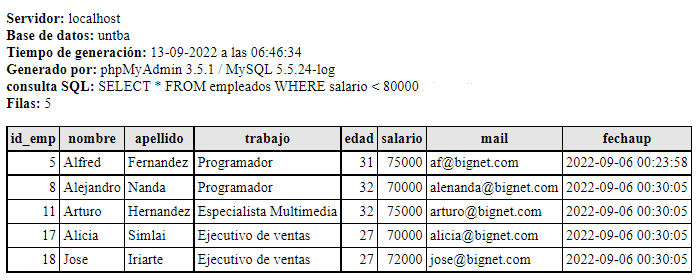 Servidor: localhost
Base de datos: untba
Tiempo de generación: 13-09-2022 a las 06:46:34
Generado por: phpMyAdmin 3.5.1 / MySQL 5.5.24-log
consulta SQL: SELECT * FROM empleados WHERE salario < 80000
Filas: 5
id_emp nombre apellido trabajo edad salario mail fechaup
5 Alfred Fernandez Programador 31 75000 af@bignet.com 2022-09-06 00:23:58
8 Alejandro Nanda Programador 32 70000 alenanda@bignet.com 2022-09-06 00:30:05
11 Arturo Hernandez Especialista Multimedia 32 75000 arturo@bignet.com 2022-09-06 00:30:05
17 Alicia Simlai Ejecutivo de ventas 27 70000 alicia@bignet.com 2022-09-06 00:30:05
18 Jose Iriarte Ejecutivo de ventas 27 72000 jose@bignet.com 2022-09-06 00:30:05